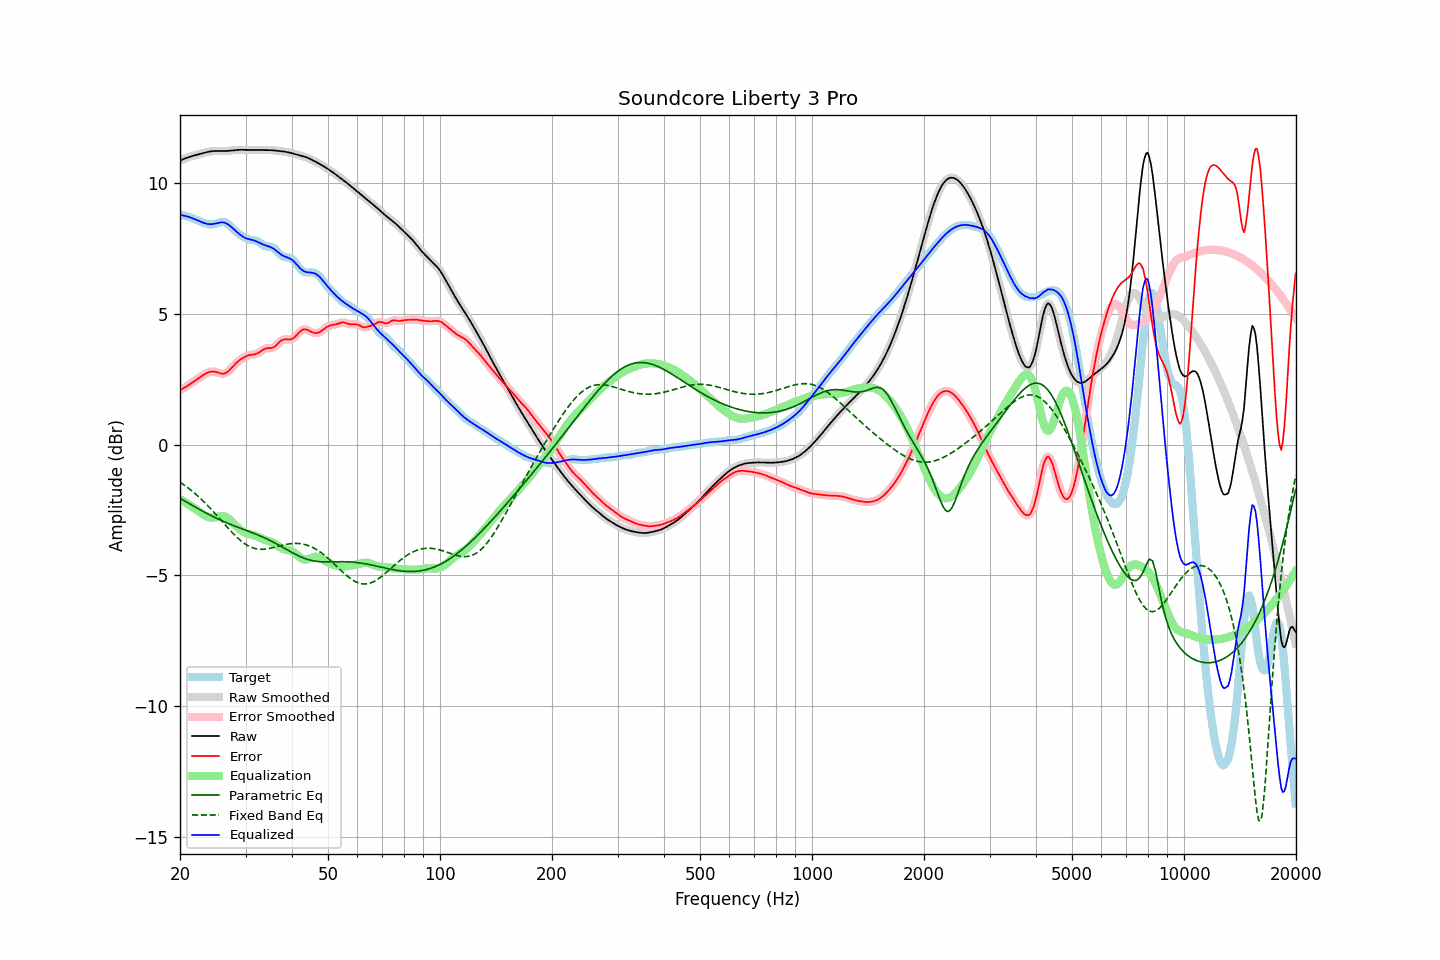 Soundcore Liberty 3 Pro
Amplitude (dBr)
10
5
0
−5
−10
−15
Target
Raw Smoothed
Error Smoothed
Raw
Error
Equalization
Parametric Eq
Fixed Band Eq
Equalized
20 50 100 200 500 1000 2000 5000 10000 20000
Frequency (Hz)